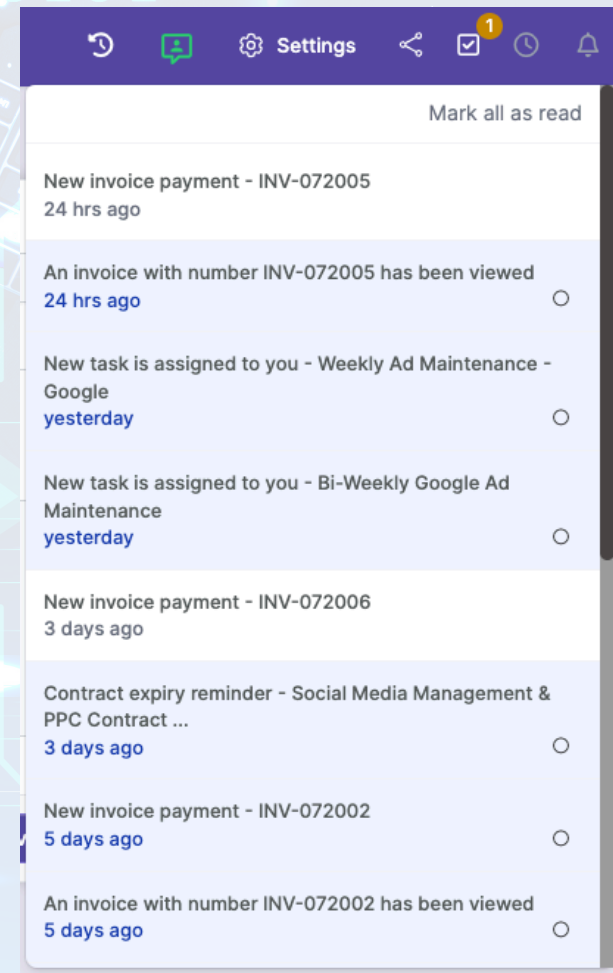 Settings
1
Mark all as read
New invoice payment - INV-072005
24 hrs ago
An invoice with number INV-072005 has been viewed
24 hrs ago
New task is assigned to you - Weekly Ad Maintenance -
Google
yesterday
New task is assigned to you - Bi-Weekly Google Ad
Maintenance
yesterday
New invoice payment - INV-072006
3 days ago
Contract expiry reminder - Social Media Management &
PPC Contract ...
3 days ago
New invoice payment - INV-072002
5 days ago
An invoice with number INV-072002 has been viewed
5 days ago